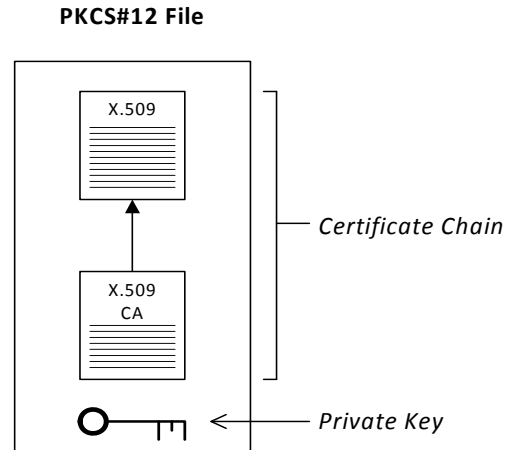 PKCS#12 File
X.509
Certificate Chain
X.509
CA
Private Key